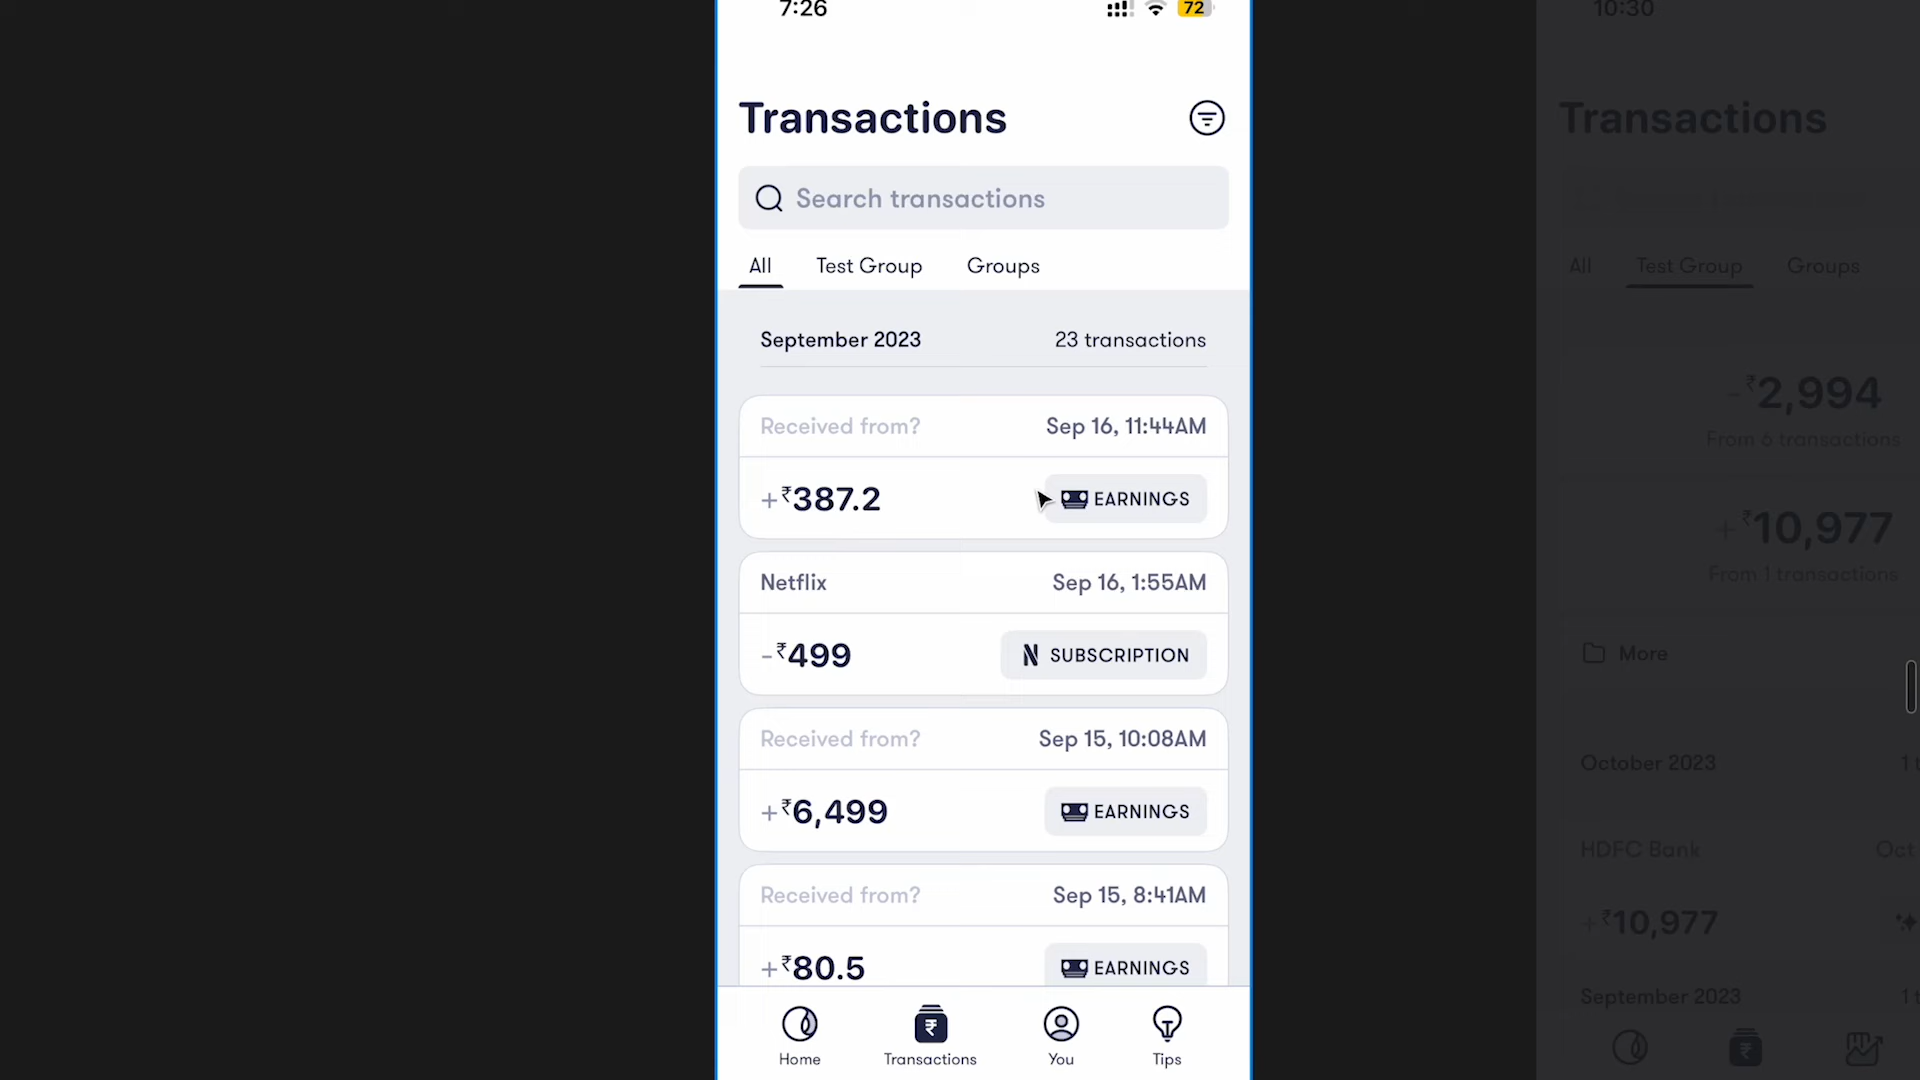 7:26
72
Transactions
Search transactions
All Test Group Groups
September 2023 23 transactions
Received from? Sep 16, 11:44AM
+₹387.2 EARNINGS
Netflix Sep 16, 1:55AM
-₹499 N SUBSCRIPTION
Received from? Sep 15, 10:08AM
+₹6,499 EARNINGS
Received from? Sep 15, 8:41AM
+₹80.5 EARNINGS
Home Transactions You Tips
10:30
Transactions
All Test Group Groups
-₹2,994
From 6 transactions
+₹10,977
From 1 transactions
More
October 2023 1 t
HDFC Bank Oct
+₹10,977
September 2023 1 t